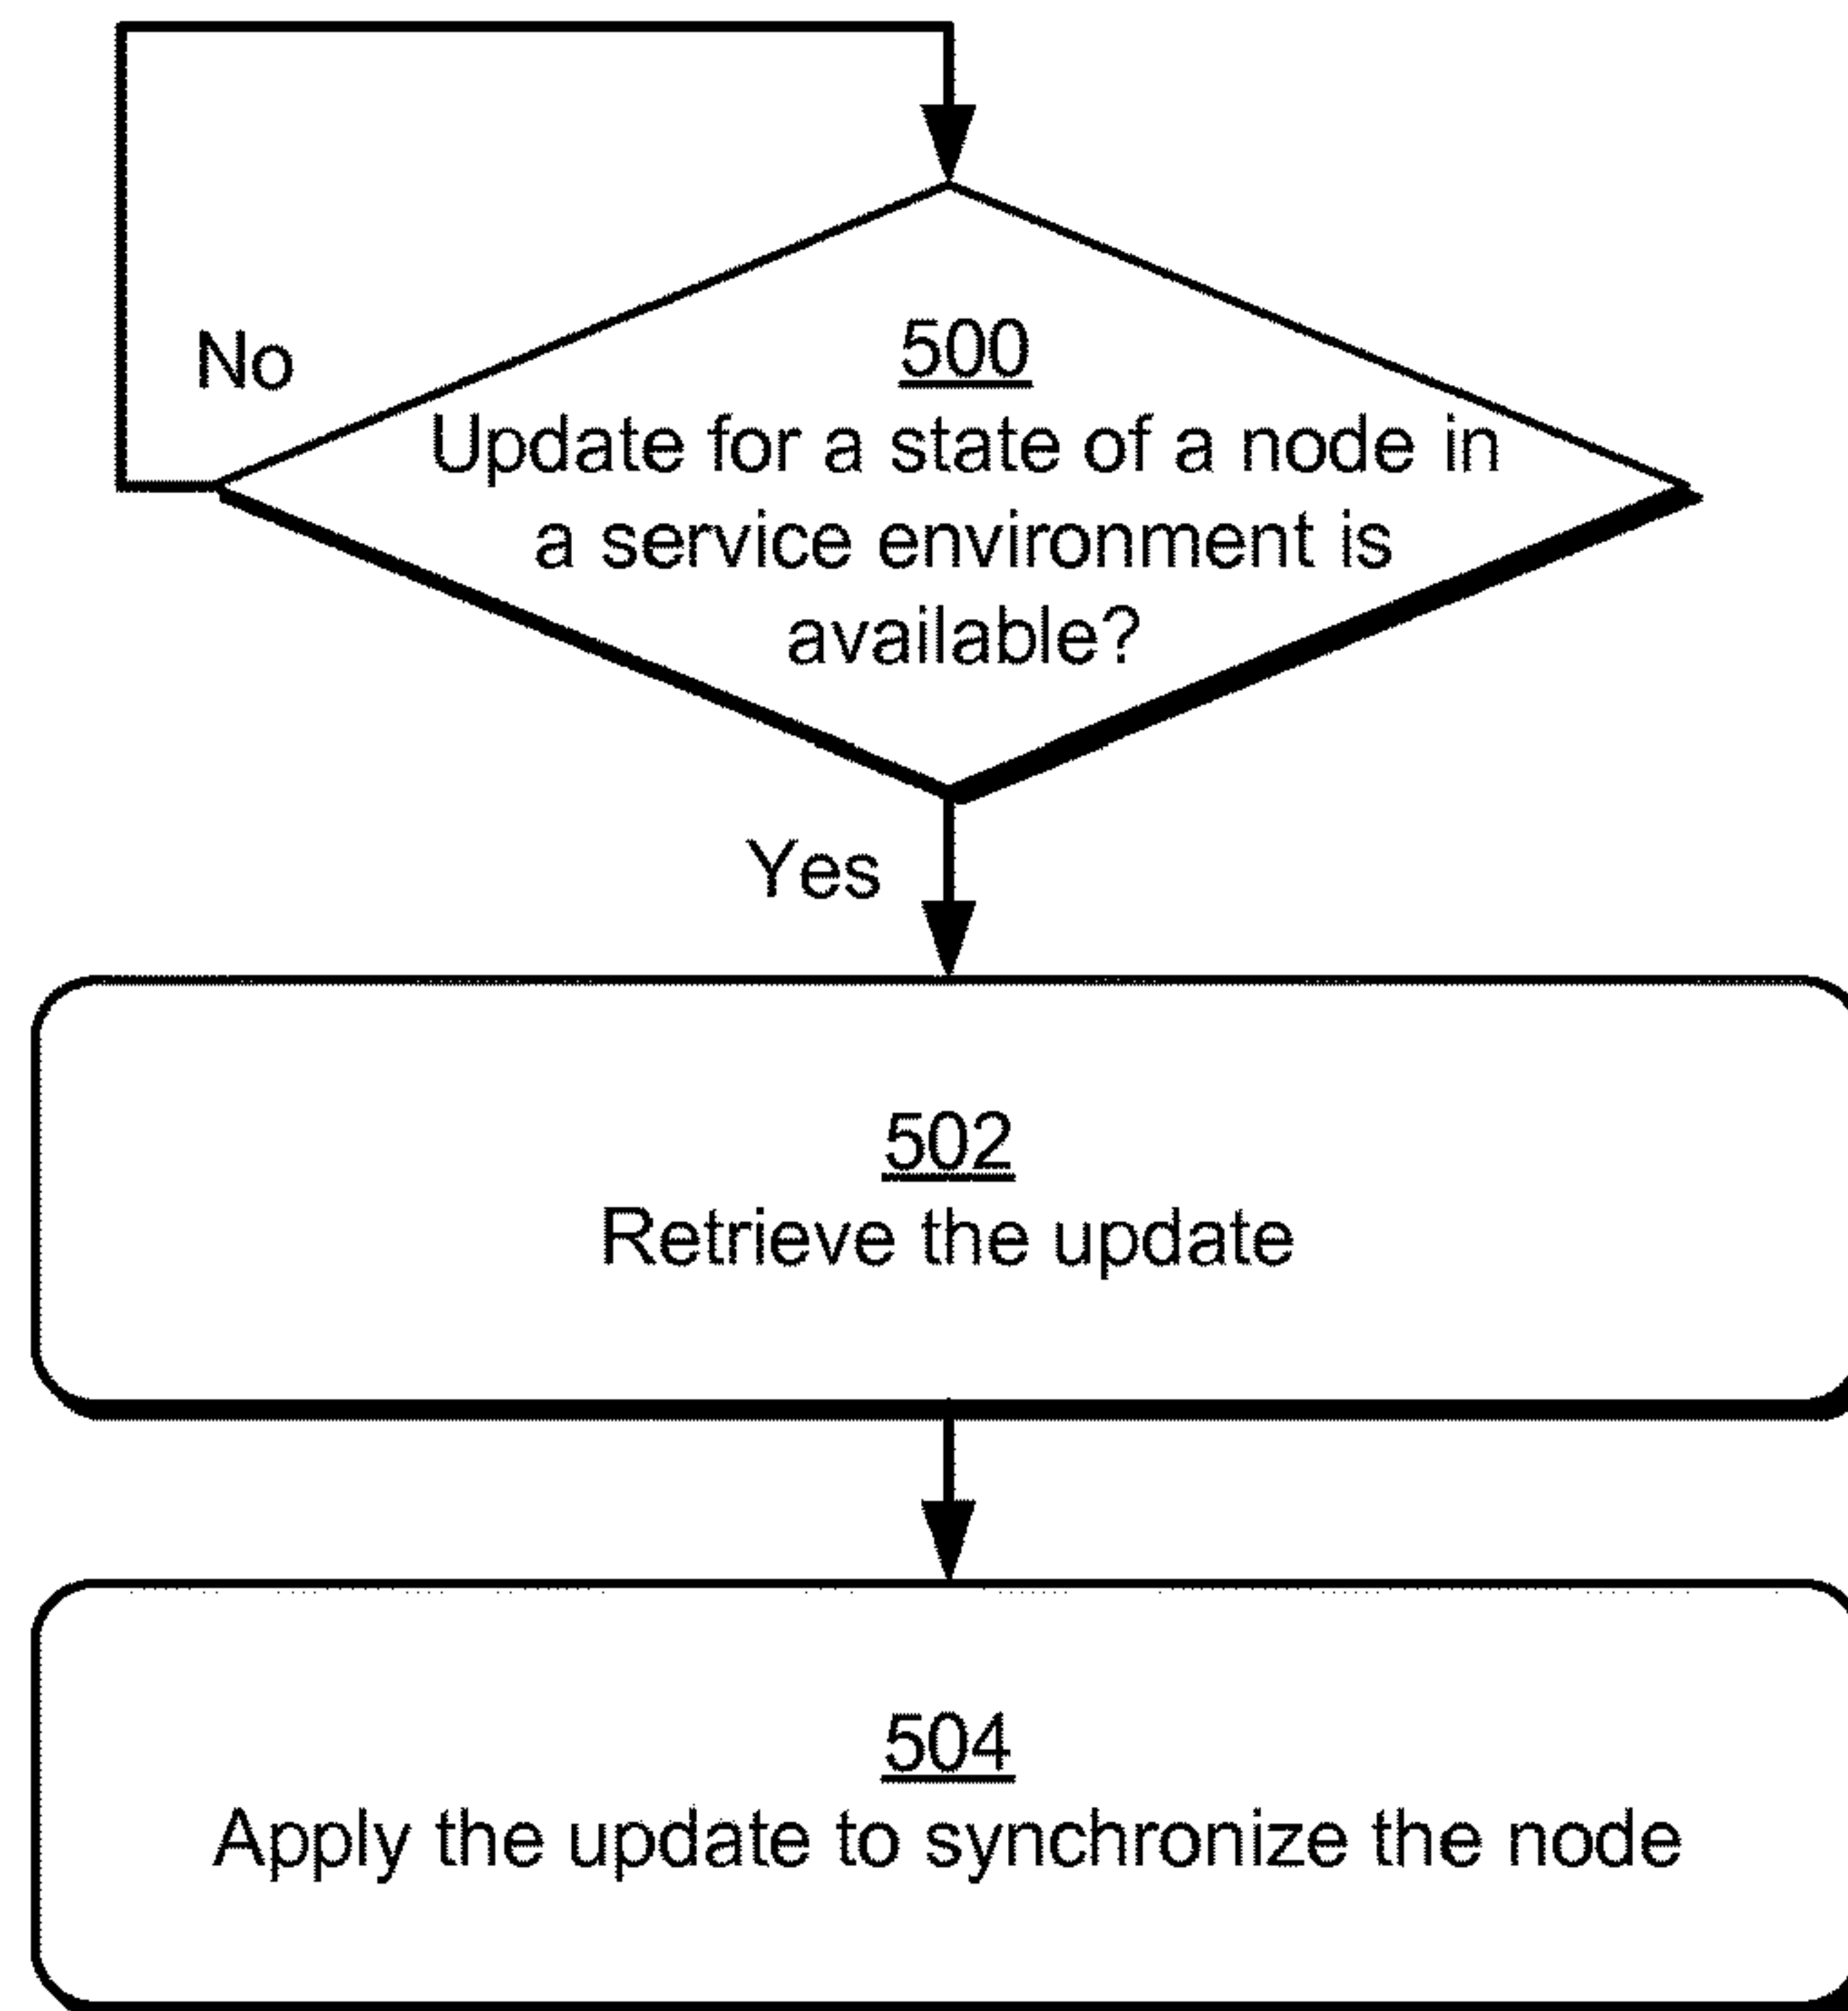 500
Update for a state of a node in
a service environment is
available?
No
Yes
502
Retrieve the update
504
Apply the update to synchronize the node